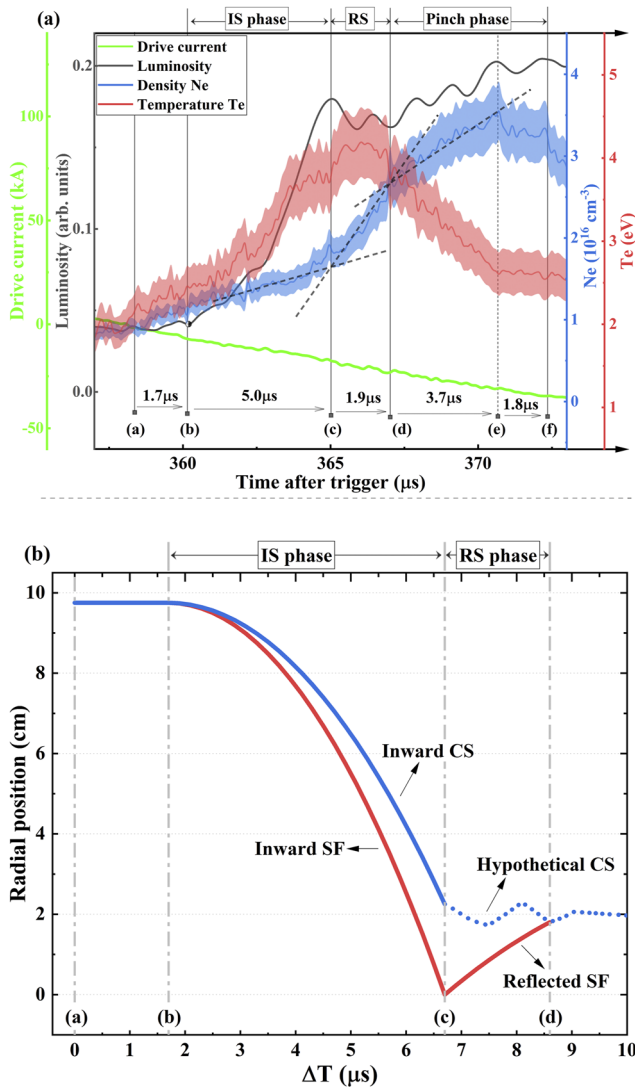 (a)
IS phase
RS
Pinch phase
Drive current
Luminosity
Density Ne
Temperature Te
Drive current (kA)
100
50
0
-50
Luminosity (arb. units)
0.2
0.1
0.0
Ne (10¹⁶ cm⁻³)
4
3
2
1
0
Te (eV)
5
4
3
2
1
1.7μs
5.0μs
1.9μs
3.7μs
1.8μs
(a)
(b)
(c)
(d)
(e)
(f)
360
365
370
Time after trigger (μs)
(b)
IS phase
RS phase
Radial position (cm)
10
8
6
4
2
0
Inward CS
Inward SF
Hypothetical CS
Reflected SF
(a)
(b)
(c)
(d)
0 1 2 3 4 5 6 7 8 9 10
ΔT (μs)